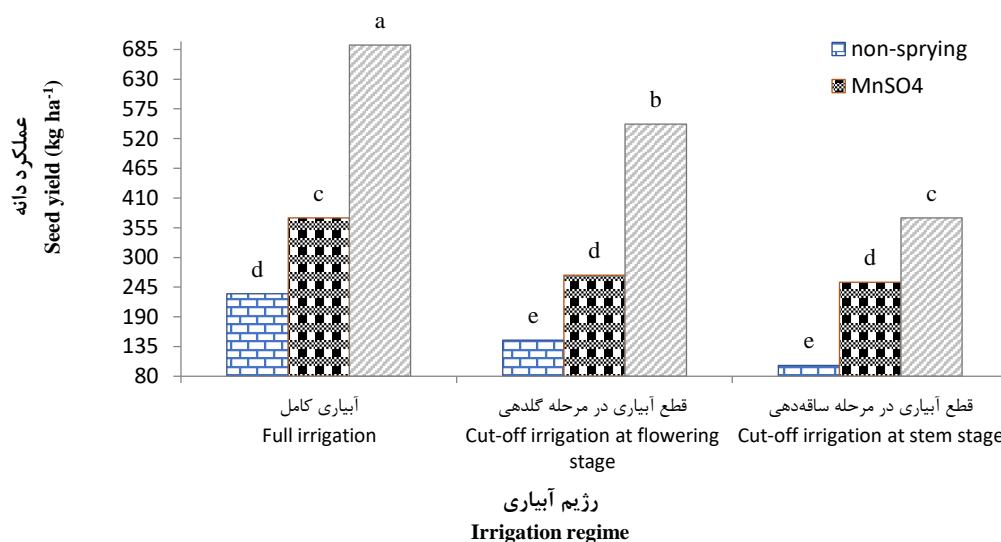 عملکرد دانه
Seed yield (kg ha-1)
685
630
575
520
465
410
355
300
245
190
135
80
a
b
c
c
d
d
d
e
e
non-sprying
MnSO4
آبیاری کامل
Full irrigation
قطع آبیاری در مرحله گلدهی
Cut-off irrigation at flowering
stage
قطع آبیاری در مرحله ساقه‌دهی
Cut-off irrigation at stem stage
رژیم آبیاری
Irrigation regime